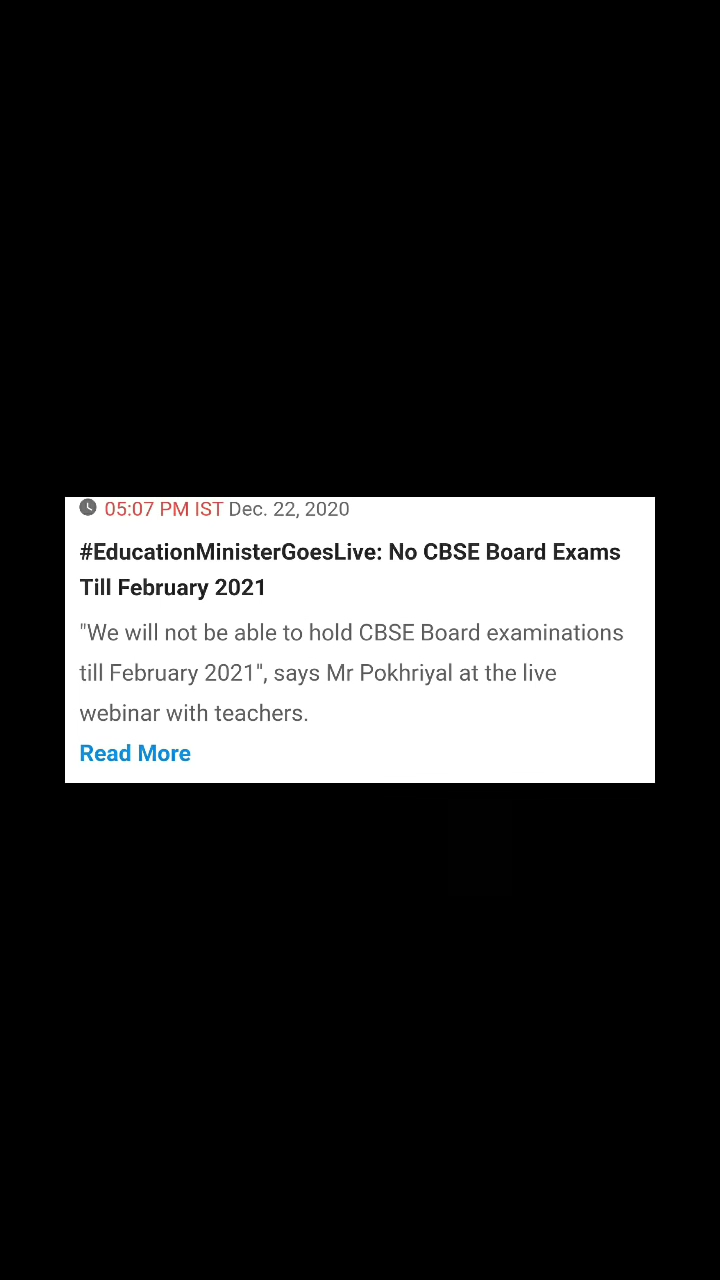 05:07 PM IST Dec. 22, 2020
#EducationMinisterGoesLive: No CBSE Board Exams
Till February 2021
"We will not be able to hold CBSE Board examinations
till February 2021", says Mr Pokhriyal at the live
webinar with teachers.
Read More